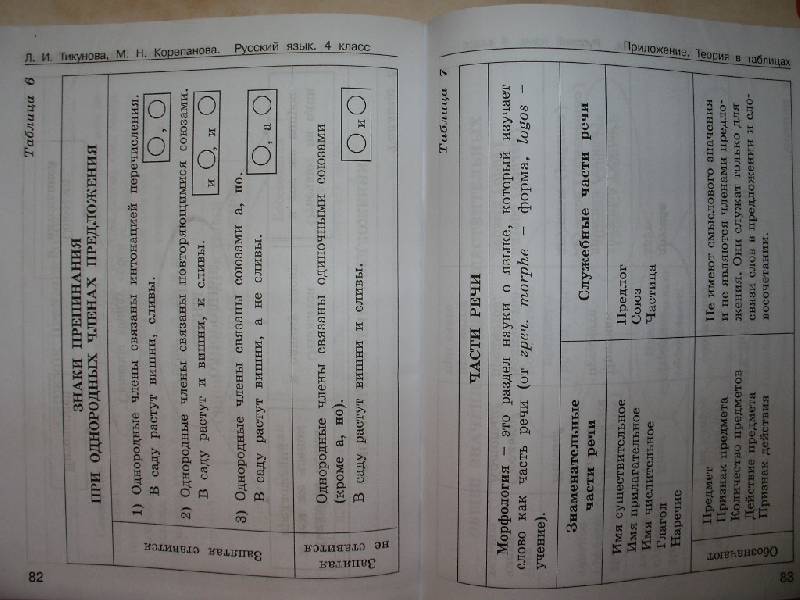 Л. И. Тикунова, М. Н. Корепанова. Русский язык. 4 класс
Таблица 6
ЗНАКИ ПРЕПИНАНИЯ
ПРИ ОДНОРОДНЫХ ЧЛЕНАХ ПРЕДЛОЖЕНИЯ
Запятая ставится
1) Однородные члены связаны интонацией перечисления.
В саду растут вишни, сливы.
О, О
2) Однородные члены связаны повторяющимися союзами.
В саду растут и вишни, и сливы.
и О, и О
3) Однородные члены связаны союзами а, но.
В саду растут вишни, а не сливы.
О, а О
Запятая
не ставится
Однородные члены связаны одиночными союзами
(кроме а, но).
В саду растут вишни и сливы.
О и О
82
Приложение. Теория в таблицах
Таблица 7
ЧАСТИ РЕЧИ
Морфология – это раздел науки о языке, который изучает
слово как часть речи (от греч. morphe – форма, logos –
учение).
Знаменательные
части речи
Служебные части речи
Имя существительное
Имя прилагательное
Имя числительное
Глагол
Наречие
Предлог
Союз
Частица
Обозначают
Предмет
Признак предмета
Количество предметов
Действие предмета
Признак действия
Не имеют смыслового значения
и не являются членами предло-
жения. Они служат только для
связи слов в предложении и сло-
восочетании.
83